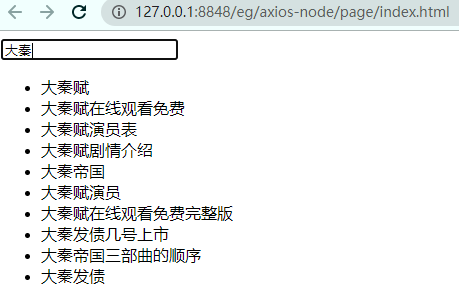 127.0.0.1:8848/eg/axios-node/page/index.html
大秦
大秦赋
大秦赋在线观看免费
大秦赋演员表
大秦赋剧情介绍
大秦帝国
大秦赋演员
大秦赋在线观看免费完整版
大秦发债几号上市
大秦帝国三部曲的顺序
大秦发债